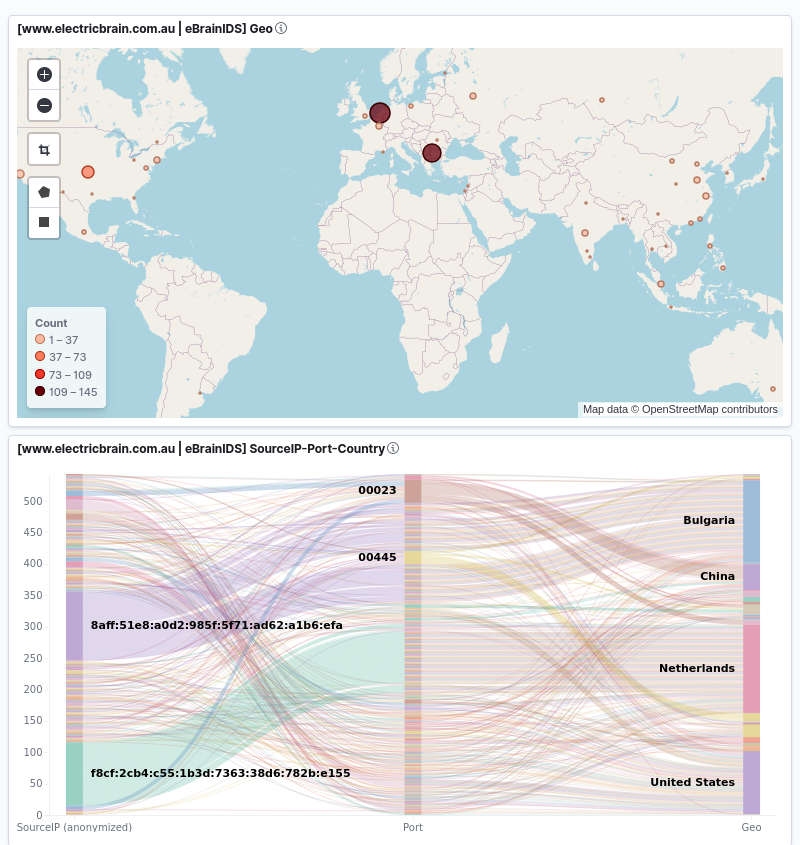 [www.electricbrain.com.au | eBrainIDS] Geo
Count
1 – 37
37 – 73
73 – 109
109 – 145
Map data © OpenStreetMap contributors
[www.electricbrain.com.au | eBrainIDS] SourceIP-Port-Country
500
450
400
350
300
250
200
150
100
50
0
00023
00445
8aff:51e8:a0d2:985f:5f71:ad62:a1b6:efa
f8cf:2cb4:c55:1b3d:7363:38d6:782b:e155
Bulgaria
China
Netherlands
United States
SourceIP (anonymized)
Port
Geo